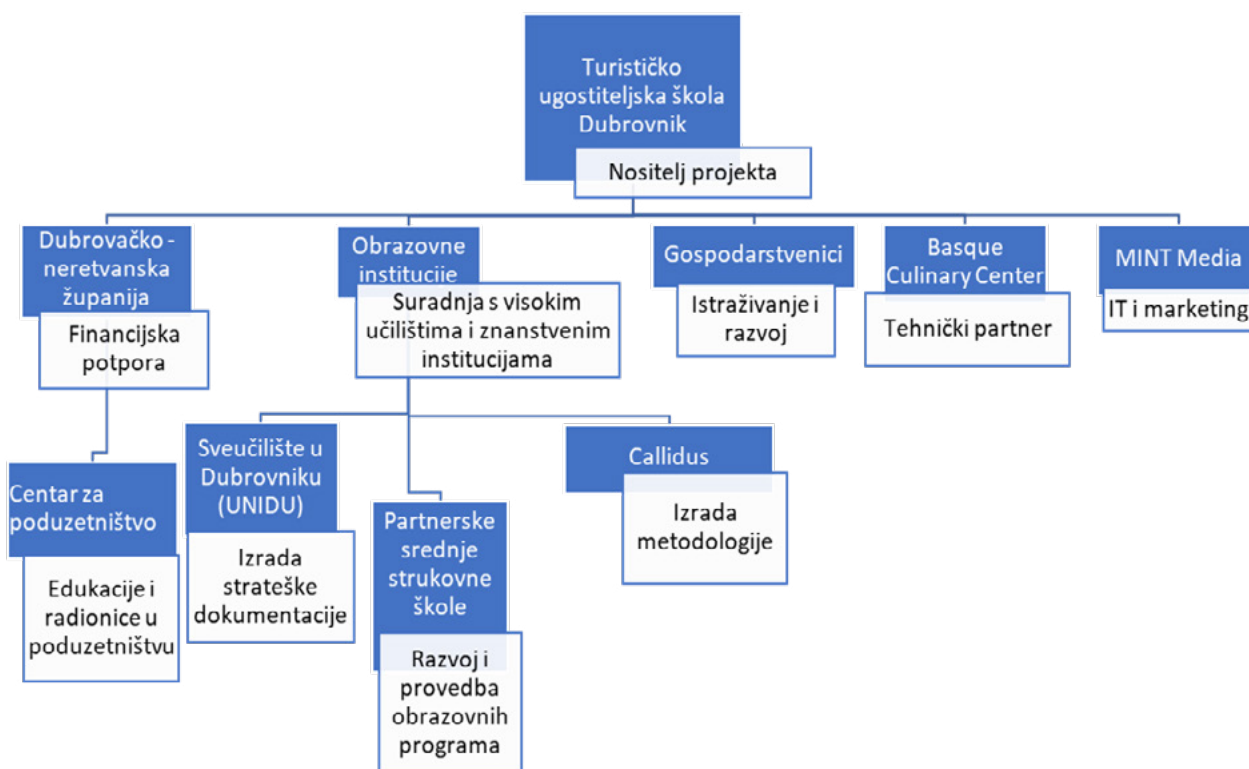 Turističko
ugostiteljska škola
Dubrovnik
Nositelj projekta
Dubrovačko -
neretvanska
županija
Financijska
potpora
Obrazovne
institucije
Suradnja s visokim
učilištima i znanstvenim
institucijama
Gospodarstvenici
Istraživanje i
razvoj
Basque
Culinary Center
Tehnički partner
MINT Media
IT i marketing
Centar za
poduzetništvo
Edukacije i
radionice u
poduzetništvu
Sveučilište u
Dubrovniku
(UNIDU)
Izrada
strateške
dokumentacije
Partnerske
srednje
strukovne
škole
Razvoj i
provedba
obrazovnih
programa
Callidus
Izrada
metodologije